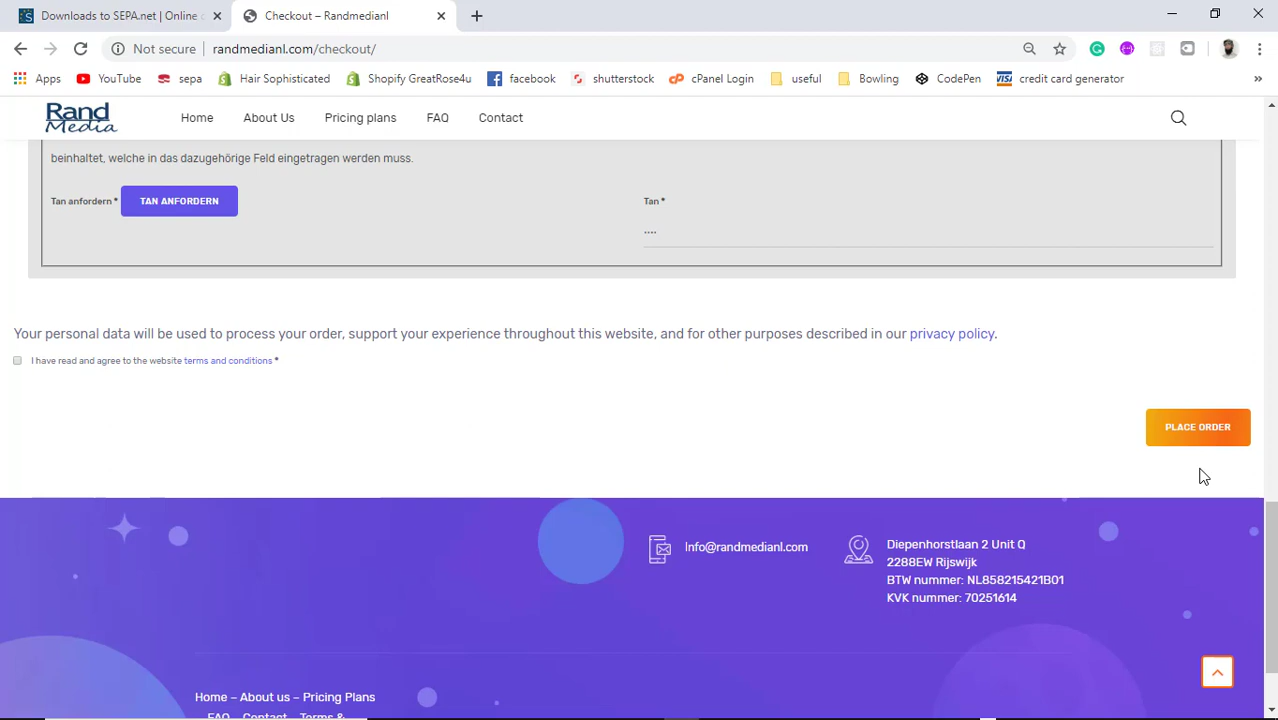 Downloads to SEPA.net | Online
Checkout – Randmedianl
Not secure
randmedianl.com/checkout/
Apps
YouTube
sepa
Hair Sophisticated
Shopify GreatRose4u
facebook
shutterstock
cPanel Login
useful
Bowling
CodePen
credit card generator
»
Rand
Media
Home
About Us
Pricing plans
FAQ
Contact
beinhaltet, welche in das dazugehörige Feld eingetragen werden muss.
Tan anfordern *
TAN ANFORDERN
Tan *
....
Your personal data will be used to process your order, support your experience throughout this website, and for other purposes described in our privacy policy.
I have read and agree to the website terms and conditions *
PLACE ORDER
Info@randmedianl.com
Diepenhorstlaan 2 Unit Q
2288EW Rijswijk
BTW nummer: NL858215421B01
KVK nummer: 70251614
Home – About us – Pricing Plans
FAQ – Contact – Terms &